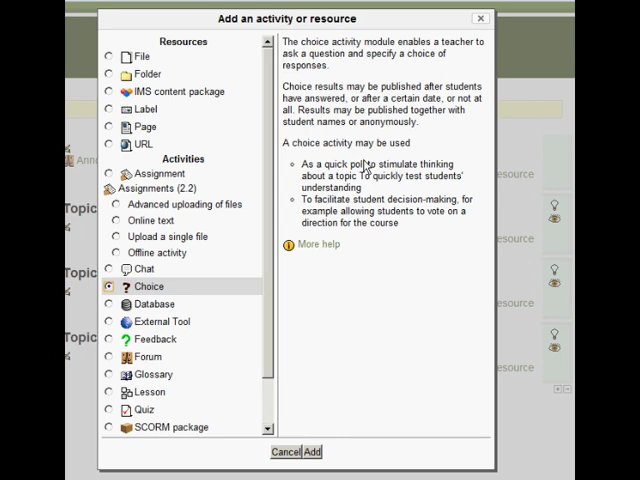 Add an activity or resource
Resources
File
Folder
IMS content package
Label
Page
URL
Activities
Assignment
Assignments (2.2)
Advanced uploading of files
Online text
Upload a single file
Offline activity
Chat
Choice
Database
External Tool
Feedback
Forum
Glossary
Lesson
Quiz
SCORM package
The choice activity module enables a teacher to
ask a question and specify a choice of
responses.
Choice results may be published after students
have answered, or after a certain date, or not at
all. Results may be published together with
student names or anonymously.
A choice activity may be used
As a quick poll to stimulate thinking
about a topic To quickly test students'
understanding
To facilitate student decision-making, for
example allowing students to vote on a
direction for the course
More help
Cancel Add
Anno
Topic
Topic
Topic
esource
esource
esource
esource